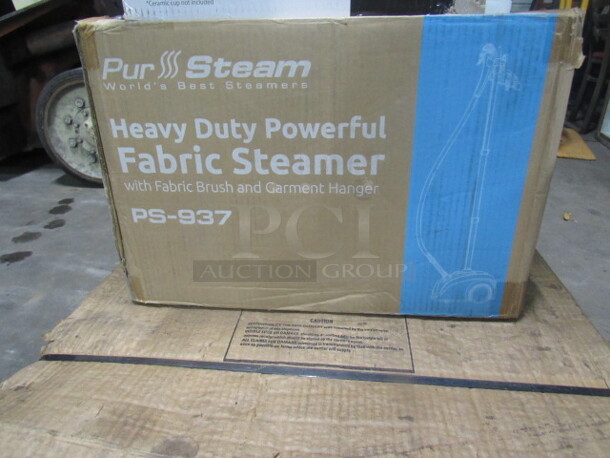 *Ceramic cup not included
Pur Steam
World's Best Steamers
Heavy Duty Powerful
Fabric Steamer
with Fabric Brush and Garment Hanger
PS-937
PCI
AUCTION GROUP
CAUTION